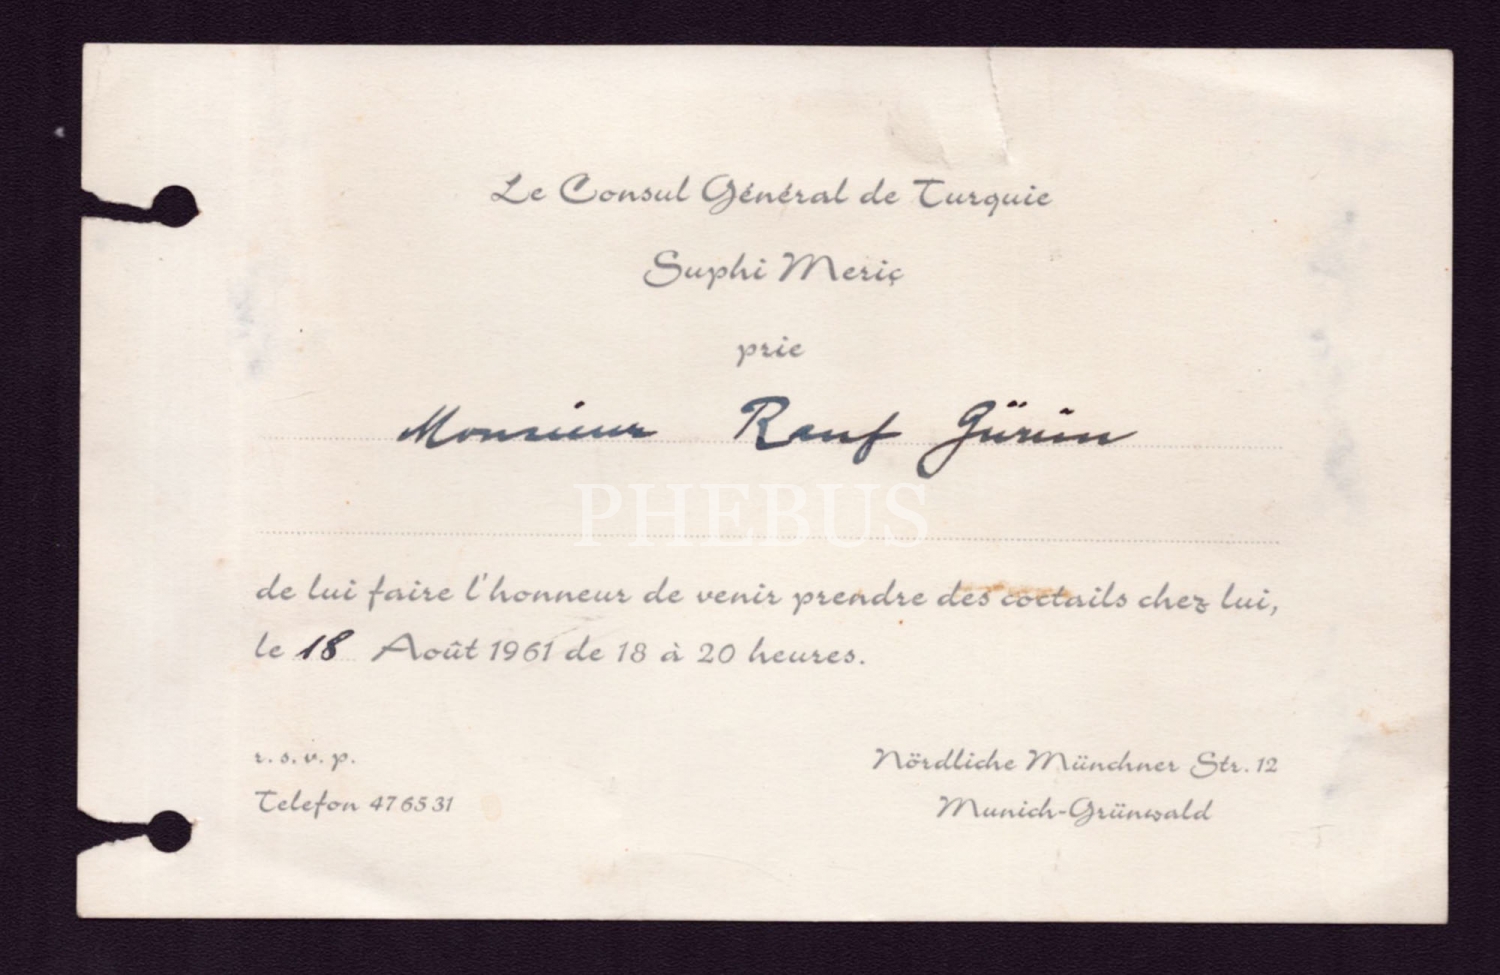 Le Consul Général de Turquie
Suphi Meriç
prie
Monsieur Rauf Gürün
PHEBUS
de lui faire l'honneur de venir prendre des coctails chez lui,
le 18 Août 1961 de 18 à 20 heures.
r. s. v. p.
Telefon 47 65 31
Nördliche Münchner Str. 12
Munich-Grünwald